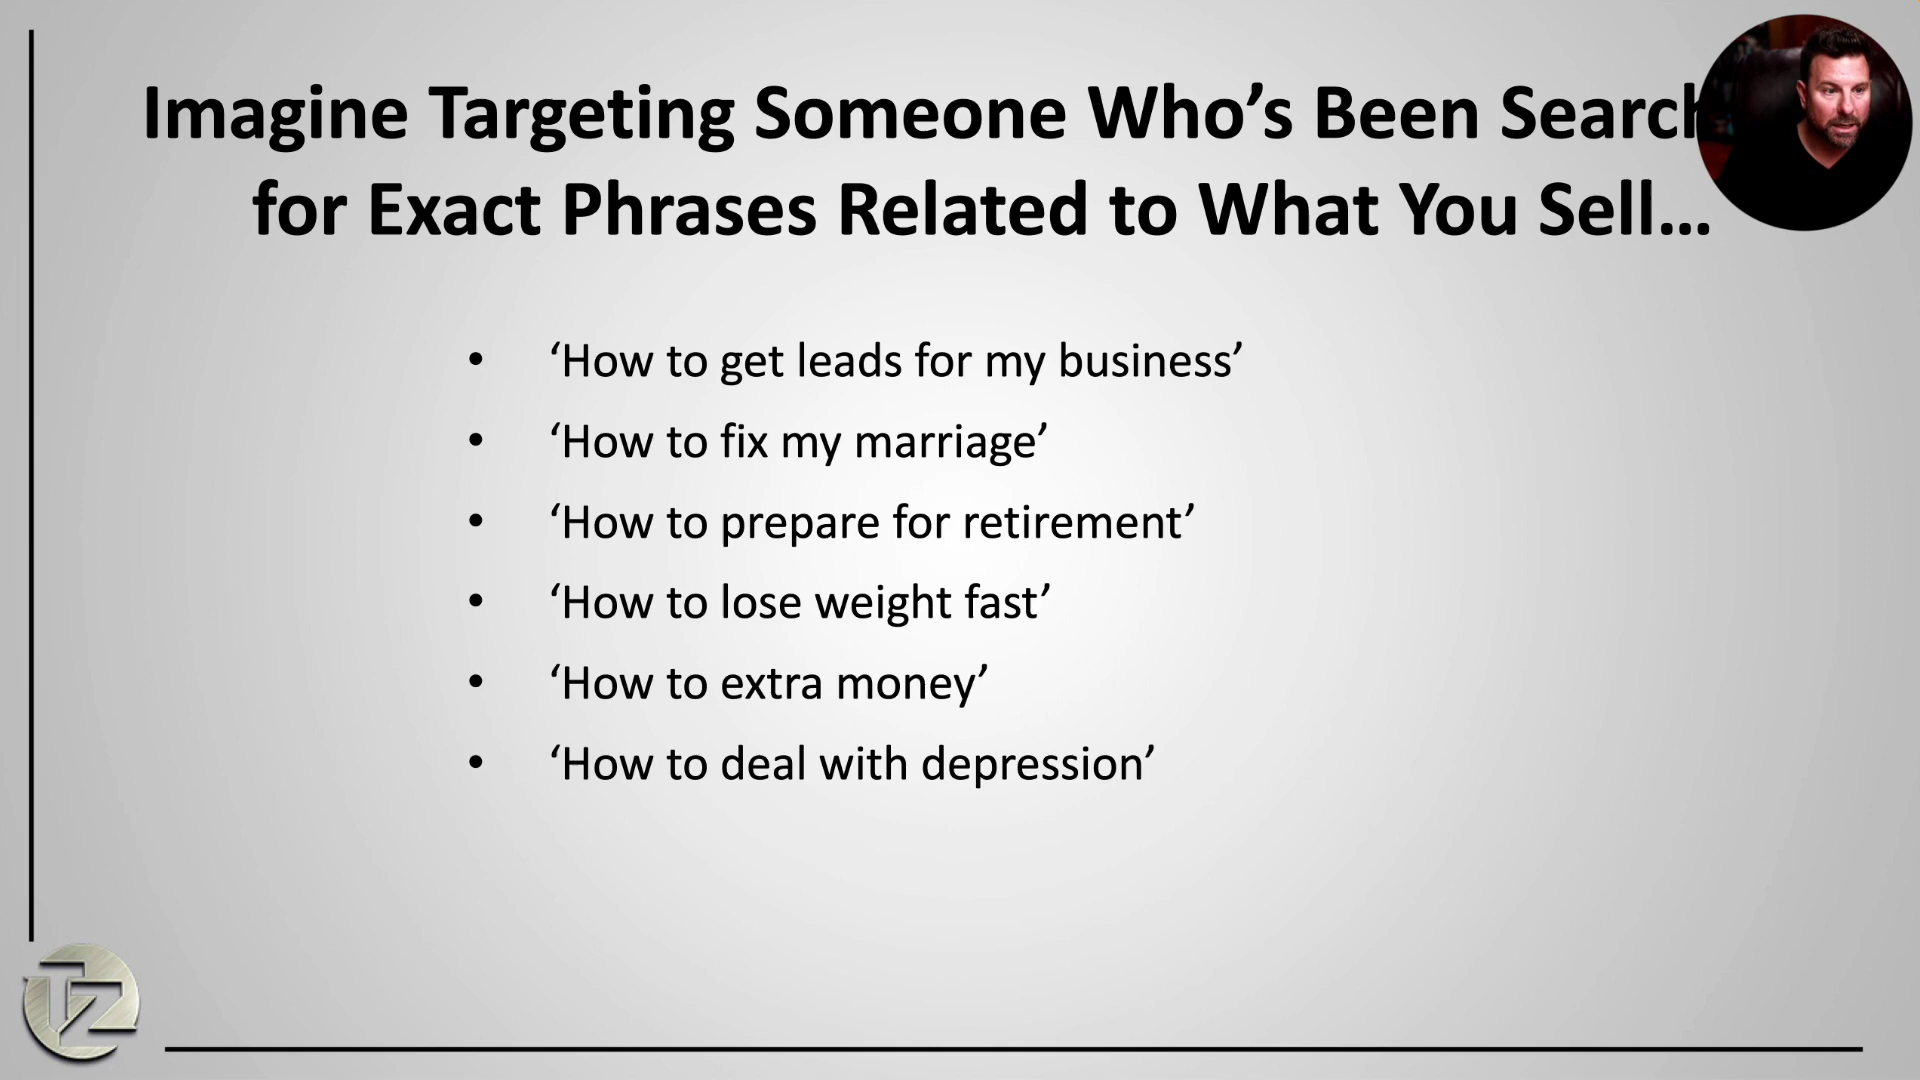 Imagine Targeting Someone Who’s Been Search
for Exact Phrases Related to What You Sell...
• ‘How to get leads for my business’
• ‘How to fix my marriage’
• ‘How to prepare for retirement’
• ‘How to lose weight fast’
• ‘How to extra money’
• ‘How to deal with depression’
TZ